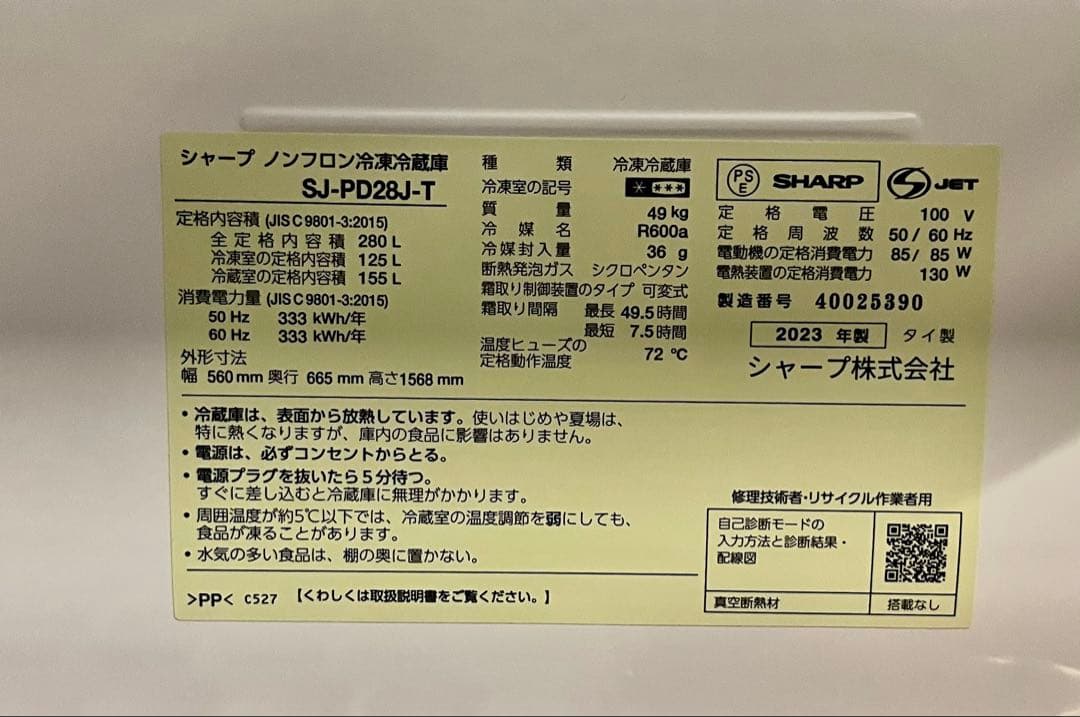 シャープ ノンフロン冷凍冷蔵庫
SJ-PD28J-T
定格内容積 (JIS C 9801-3:2015)
全定格内容積 280 L
冷凍室の定格内容積 125 L
冷蔵室の定格内容積 155 L
消費電力量 (JIS C 9801-3:2015)
50 Hz 333 kWh/年
60 Hz 333 kWh/年
外形寸法
幅 560 mm 奥行 665 mm 高さ1568 mm
種類 冷凍冷蔵庫
冷凍室の記号 * ***
質量 49 kg
冷媒名 R600a
冷媒封入量 36 g
断熱発泡ガス シクロペンタン
霜取り制御装置のタイプ 可変式
霜取り間隔 最長 49.5 時間
最短 7.5 時間
温度ヒューズの
定格動作温度 72 ℃
PS
E
SHARP
JET
定格電圧 100 V
定格周波数 50/ 60 Hz
電動機の定格消費電力 85/ 85 W
電熱装置の定格消費電力 130 W
製造番号 40025390
2023 年製 タイ製
シャープ株式会社
• 冷蔵庫は、表面から放熱しています。使いはじめや夏場は、
特に熱くなりますが、庫内の食品に影響はありません。
• 電源は、必ずコンセントからとる。
• 電源プラグを抜いたら5分待つ。
すぐに差し込むと冷蔵庫に無理がかかります。
• 周囲温度が約5℃以下では、冷蔵室の温度調節を弱にしても、
食品が凍ることがあります。
• 水気の多い食品は、棚の奥に置かない。
>PP< C527 【くわしくは取扱説明書をご覧ください。】
修理技術者・リサイクル作業者用
自己診断モードの
入力方法と診断結果・
配線図
真空断熱材 搭載なし